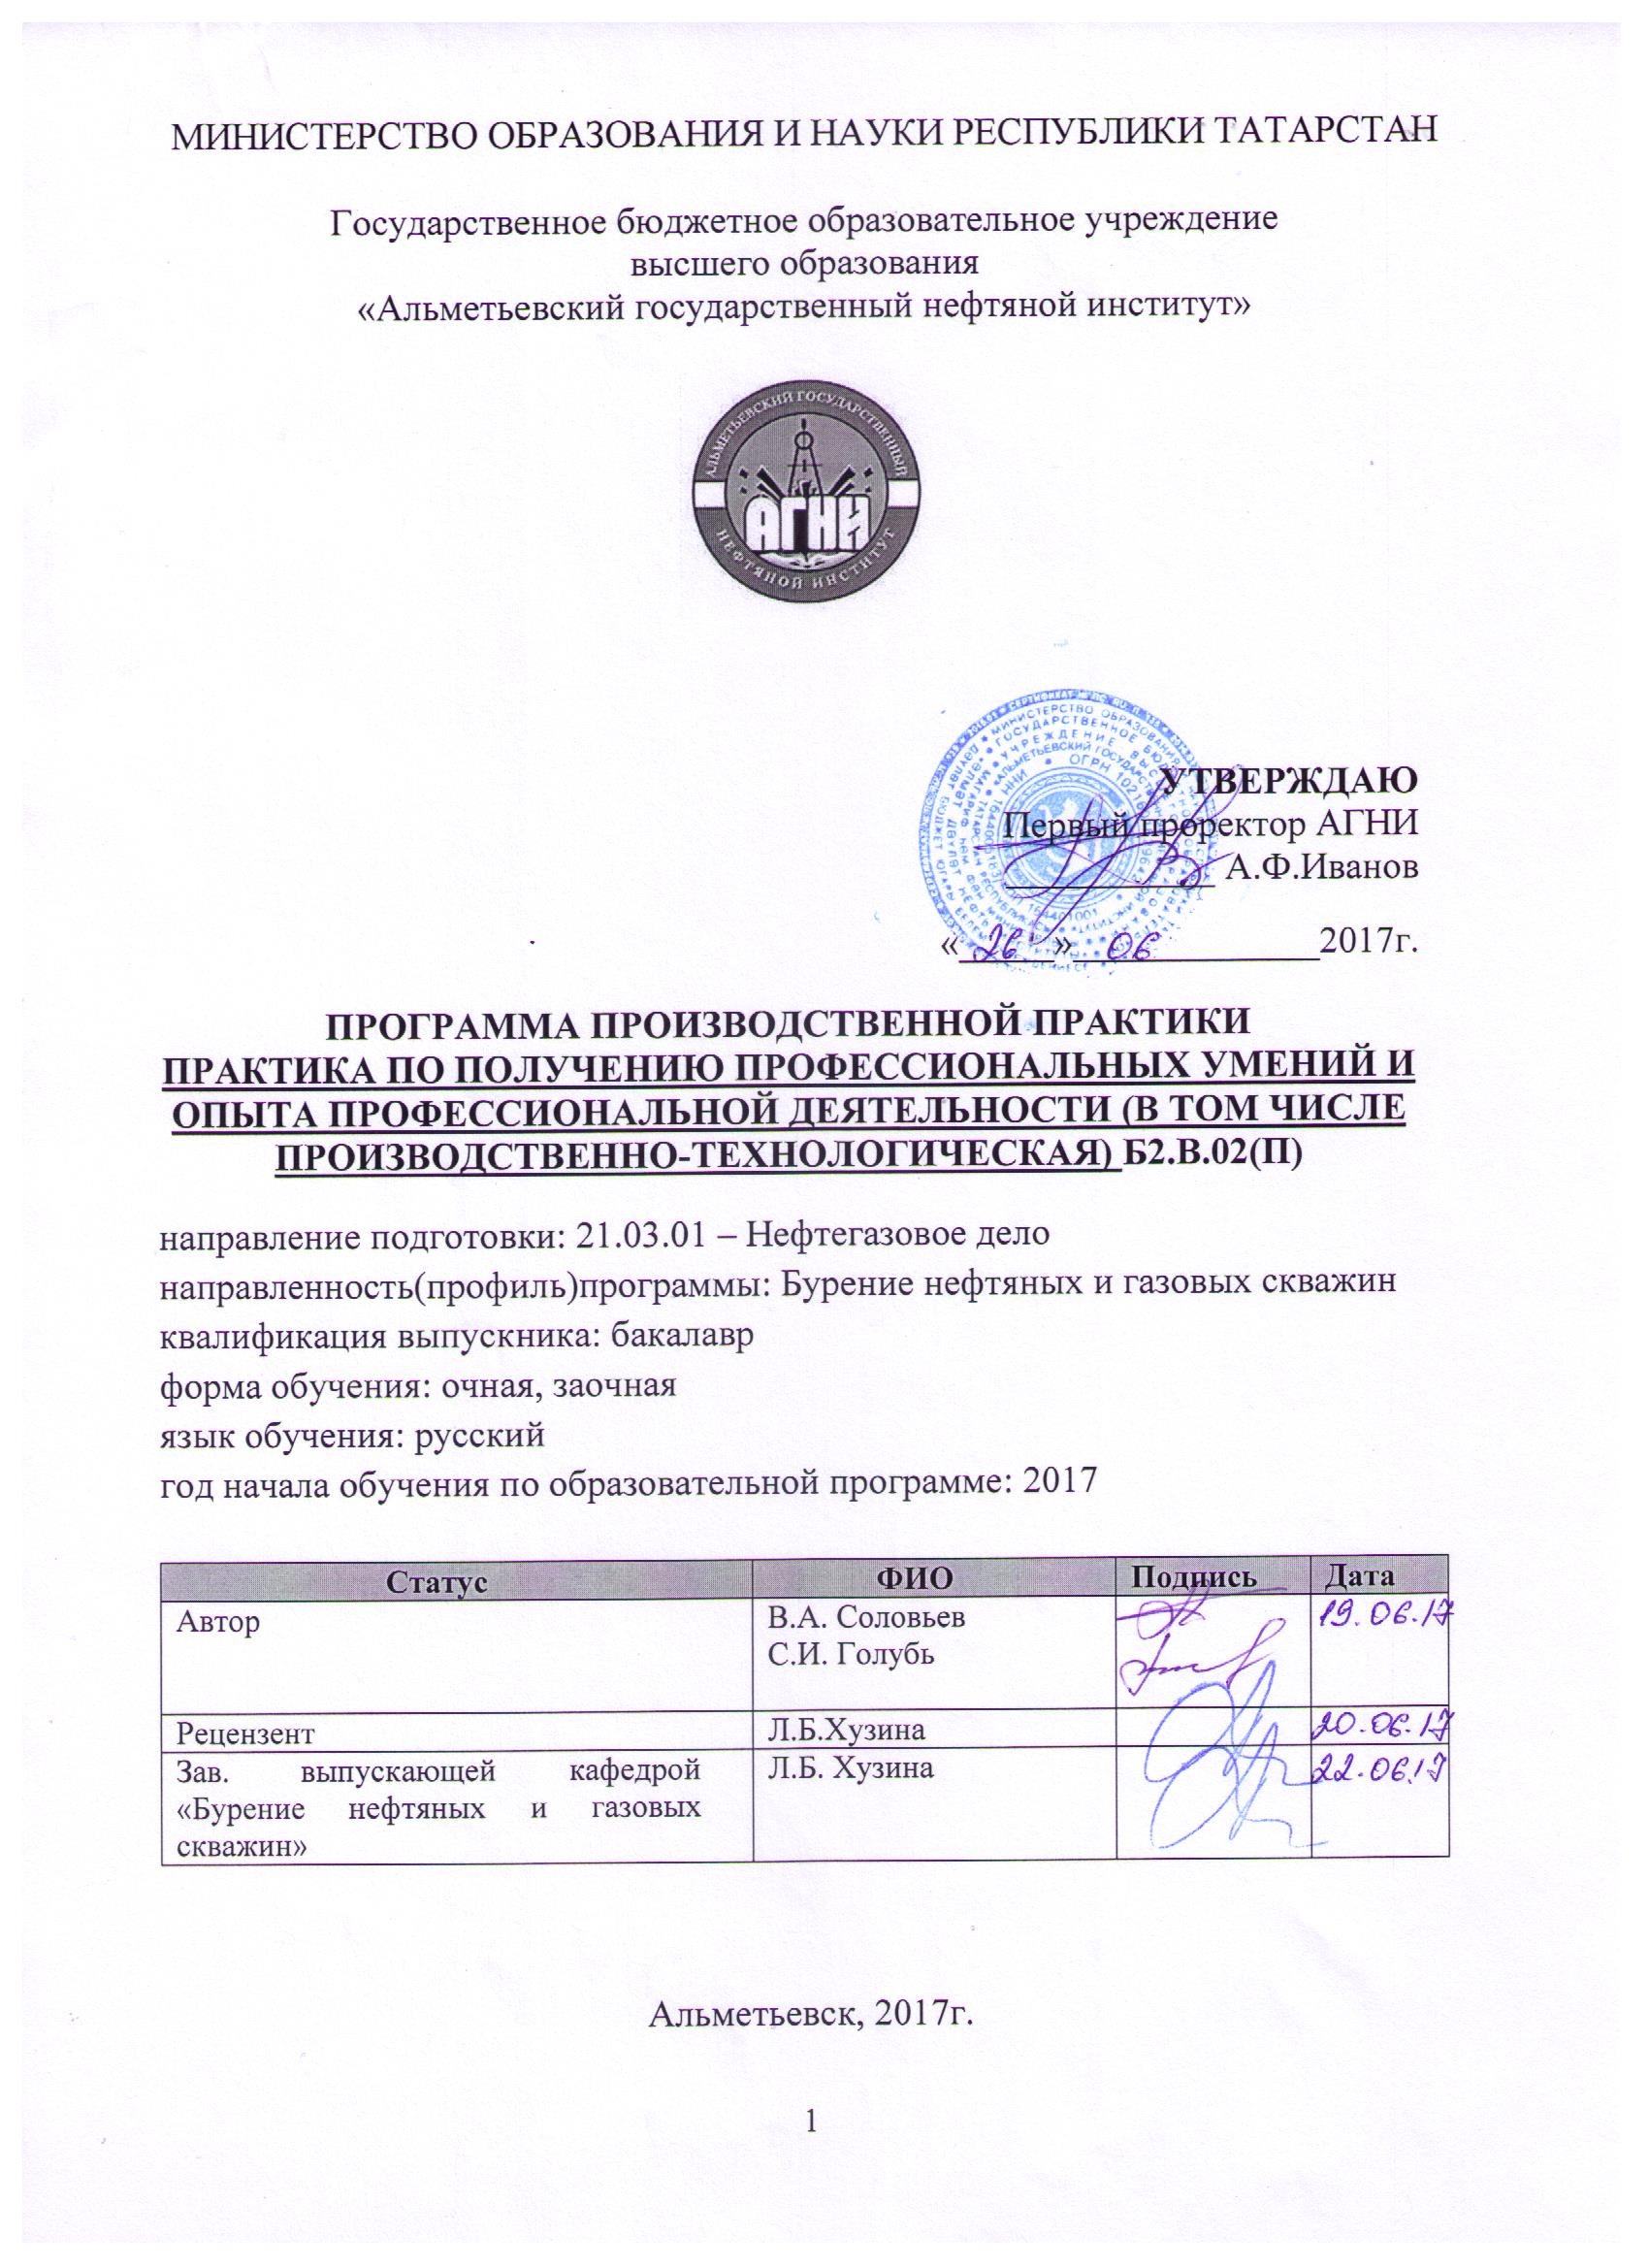 МИНИСТЕРСТВО ОБРАЗОВАНИЯ И НАУКИ РЕСПУБЛИКИ ТАТАРСТАН
Государственное бюджетное образовательное учреждение
высшего образования
«Альметьевский государственный нефтяной институт»
АЛЬМЕТЬЕВСКИЙ ГОСУДАРСТВЕННЫЙ
АГНИ
НЕФТЯНОЙ ИНСТИТУТ
УТВЕРЖДАЮ
Первый проректор АГНИ
____________ А.Ф.Иванов
« 26 » 06 2017г.
ПРОГРАММА ПРОИЗВОДСТВЕННОЙ ПРАКТИКИ
ПРАКТИКА ПО ПОЛУЧЕНИЮ ПРОФЕССИОНАЛЬНЫХ УМЕНИЙ И
ОПЫТА ПРОФЕССИОНАЛЬНОЙ ДЕЯТЕЛЬНОСТИ (В ТОМ ЧИСЛЕ
ПРОИЗВОДСТВЕННО-ТЕХНОЛОГИЧЕСКАЯ) Б2.В.02(П)
направление подготовки: 21.03.01 – Нефтегазовое дело
направленность(профиль)программы: Бурение нефтяных и газовых скважин
квалификация выпускника: бакалавр
форма обучения: очная, заочная
язык обучения: русский
год начала обучения по образовательной программе: 2017
Статус ФИО Подпись Дата
Автор В.А. Соловьев 19.06.17
С.И. Голубь
Рецензент Л.Б.Хузина 20.06.17
Зав. выпускающей кафедрой Л.Б. Хузина 22.06.17
«Бурение нефтяных и газовых
скважин»
Альметьевск, 2017г.
1